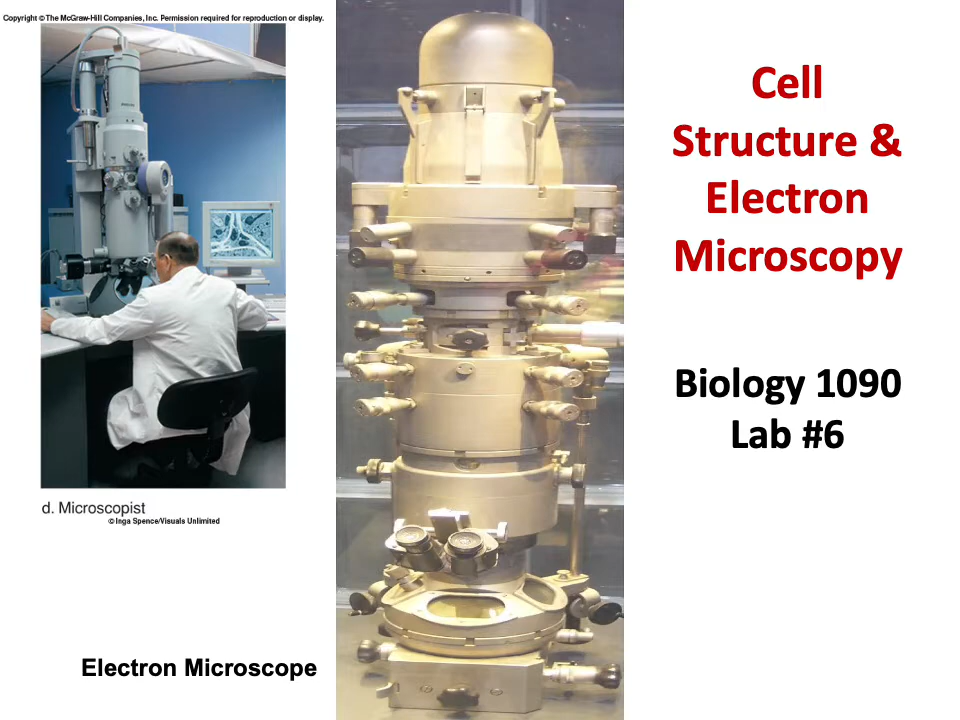 Copyright © The McGraw-Hill Companies, Inc. Permission required for reproduction or display.
Cell
Structure &
Electron
Microscopy
Biology 1090
Lab #6
d. Microscopist
© Inga Spence/Visuals Unlimited
Electron Microscope